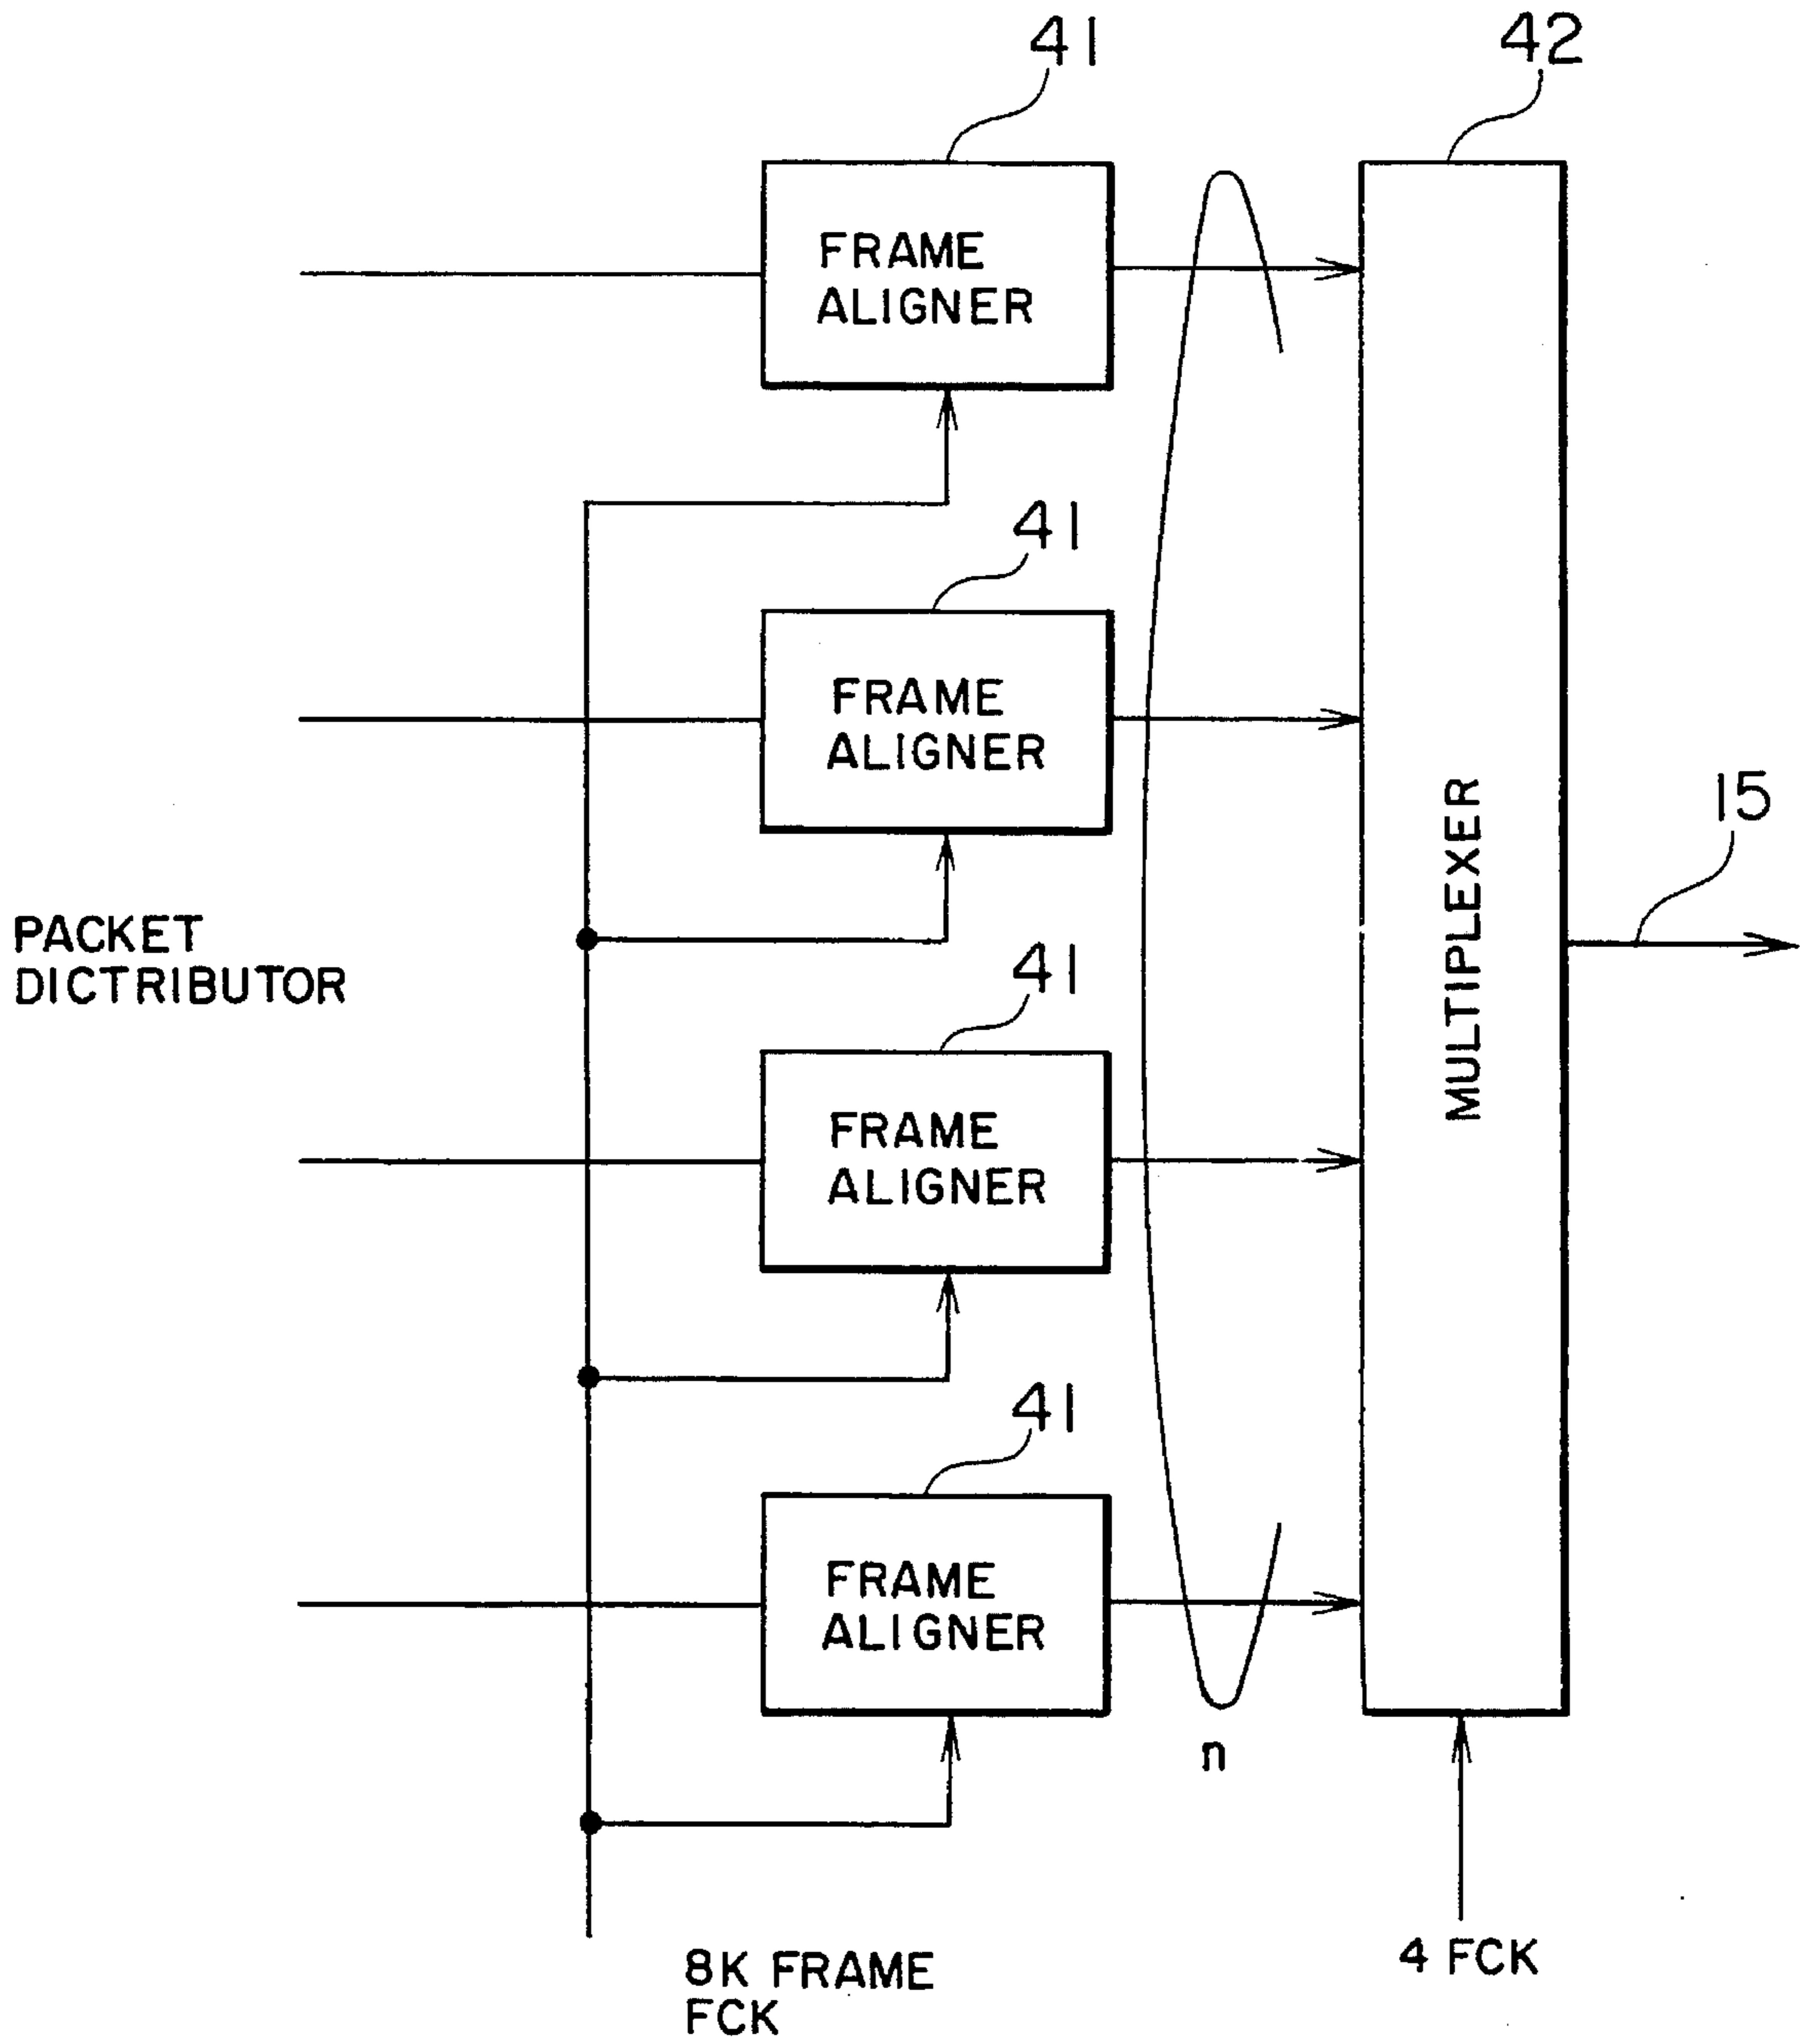 41
42
FRAME
ALIGNER
41
FRAME
ALIGNER
MULTIPLEXER
15
PACKET
DICTRIBUTOR
41
FRAME
ALIGNER
41
FRAME
ALIGNER
n
8K FRAME
FCK
4 FCK